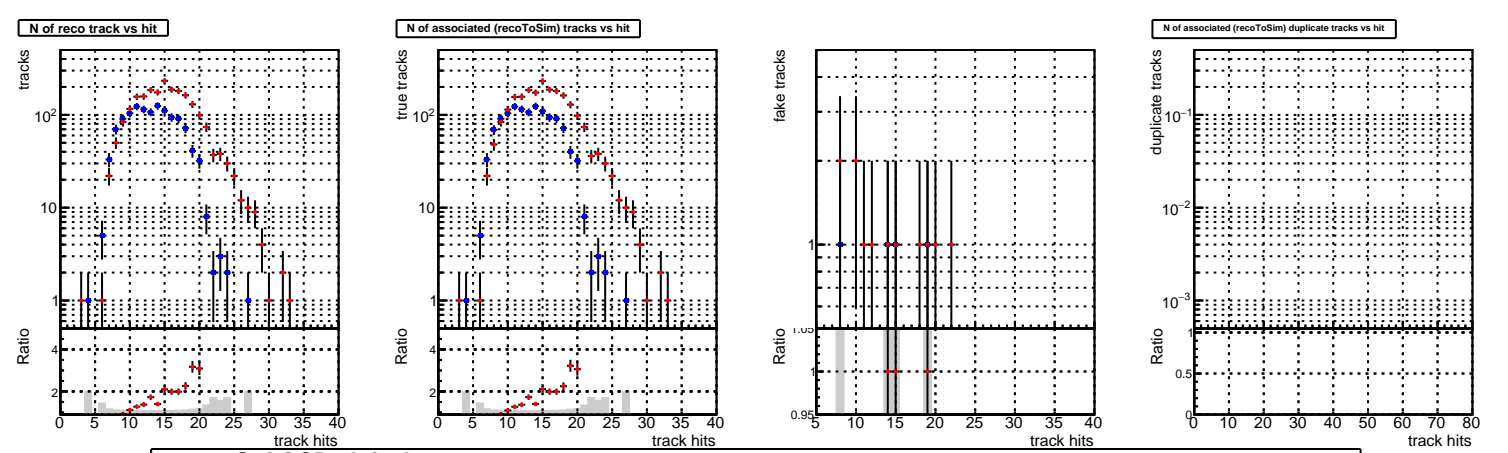 N of reco track vs hit
N of associated (recoToSim) tracks vs hit
N of associated (recoToSim) duplicate tracks vs hit
tracks
10²
10
1
Ratio
4
2
0 5 10 15 20 25 30 35 40
track hits
true tracks
10²
10
1
Ratio
4
2
0 5 10 15 20 25 30 35 40
track hits
fake tracks
1
Ratio
1.05
1
0.95
5 10 15 20 25 30 35 40
track hits
duplicate tracks
10⁻¹
10⁻²
10⁻³
Ratio
1
0.5
0
0 10 20 30 40 50 60 70 80
track hits